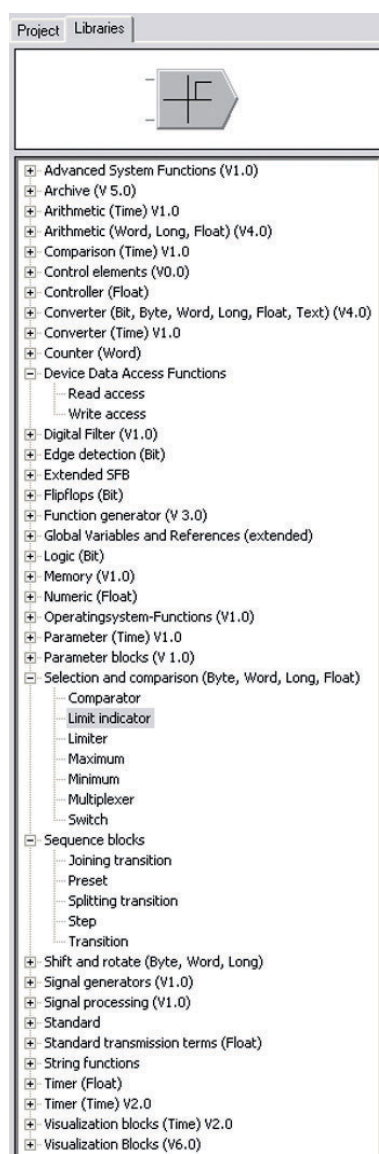 Project Libraries
Advanced System Functions (V1.0)
Archive (V 5.0)
Arithmetic (Time) V1.0
Arithmetic (Word, Long, Float) (V4.0)
Comparison (Time) V1.0
Control elements (V0.0)
Controller (Float)
Converter (Bit, Byte, Word, Long, Float, Text) (V4.0)
Converter (Time) V1.0
Counter (Word)
Device Data Access Functions
Read access
Write access
Digital Filter (V1.0)
Edge detection (Bit)
Extended SFB
Flipflops (Bit)
Function generator (V 3.0)
Global Variables and References (extended)
Logic (Bit)
Memory (V1.0)
Numeric (Float)
Operatingsystem-Functions (V1.0)
Parameter (Time) V1.0
Parameter blocks (V 1.0)
Selection and comparison (Byte, Word, Long, Float)
Comparator
Limit indicator
Limiter
Maximum
Minimum
Multiplexer
Switch
Sequence blocks
Joining transition
Preset
Splitting transition
Step
Transition
Shift and rotate (Byte, Word, Long)
Signal generators (V1.0)
Signal processing (V1.0)
Standard
Standard transmission terms (Float)
String functions
Timer (Float)
Timer (Time) V2.0
Visualization blocks (Time) V2.0
Visualization Blocks (V6.0)